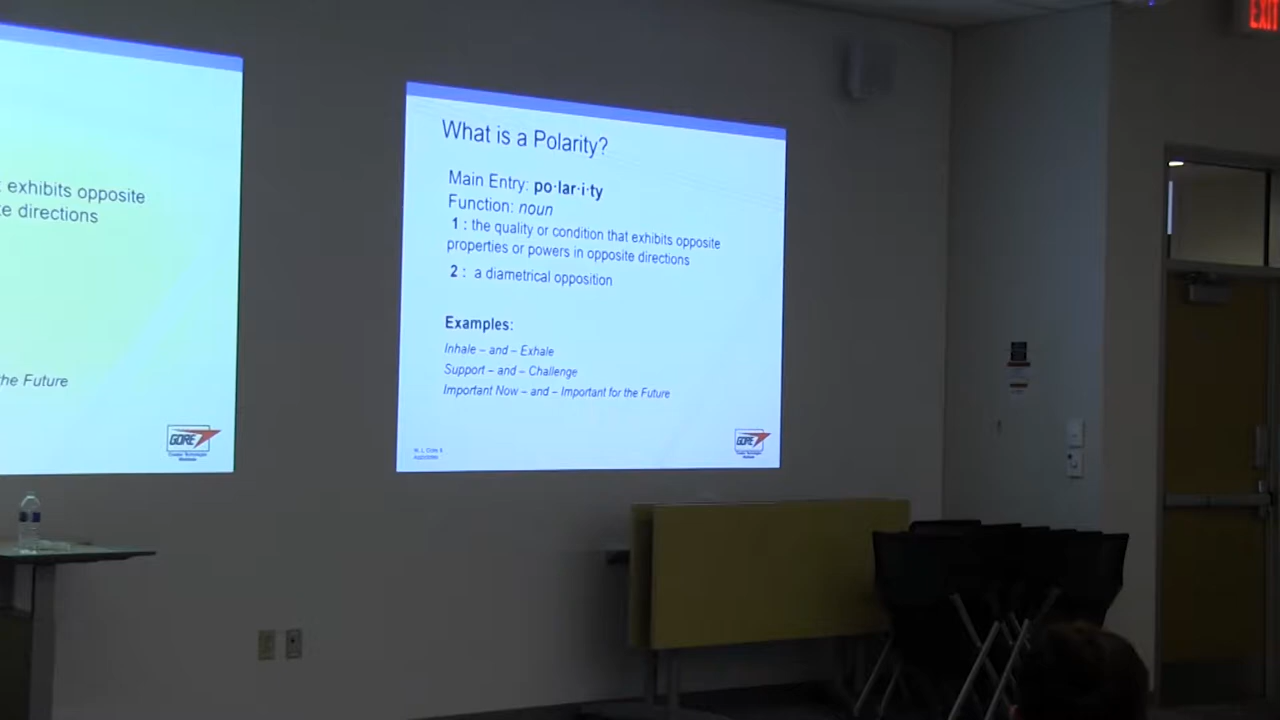 exhibits opposite
te directions
he Future
GORE
What is a Polarity?
Main Entry: po·lar·i·ty
Function: noun
1 : the quality or condition that exhibits opposite
properties or powers in opposite directions
2 : a diametrical opposition
Examples:
Inhale – and – Exhale
Support – and – Challenge
Important Now – and – Important for the Future
GORE
EXIT